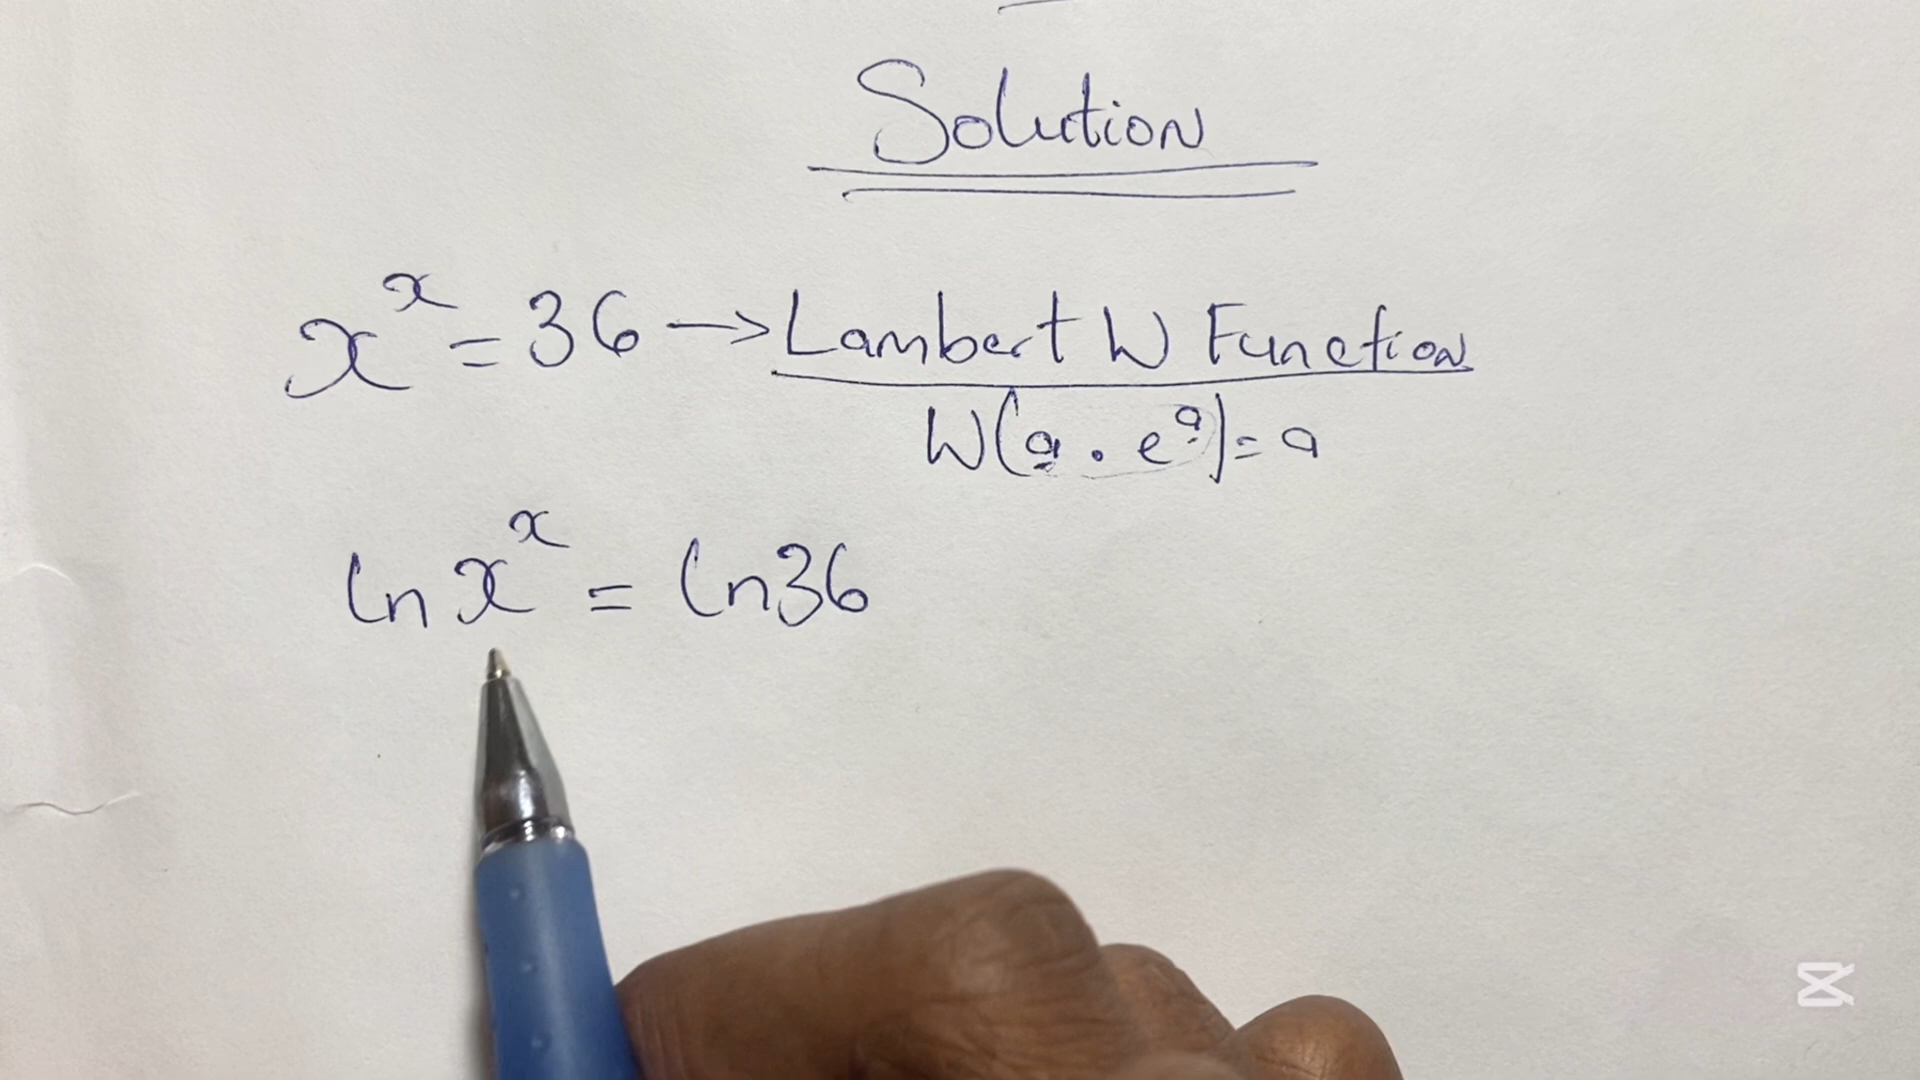 Solution
x^x = 36 → Lambert W Function
W(a . e^a) = a
ln x^x = ln36